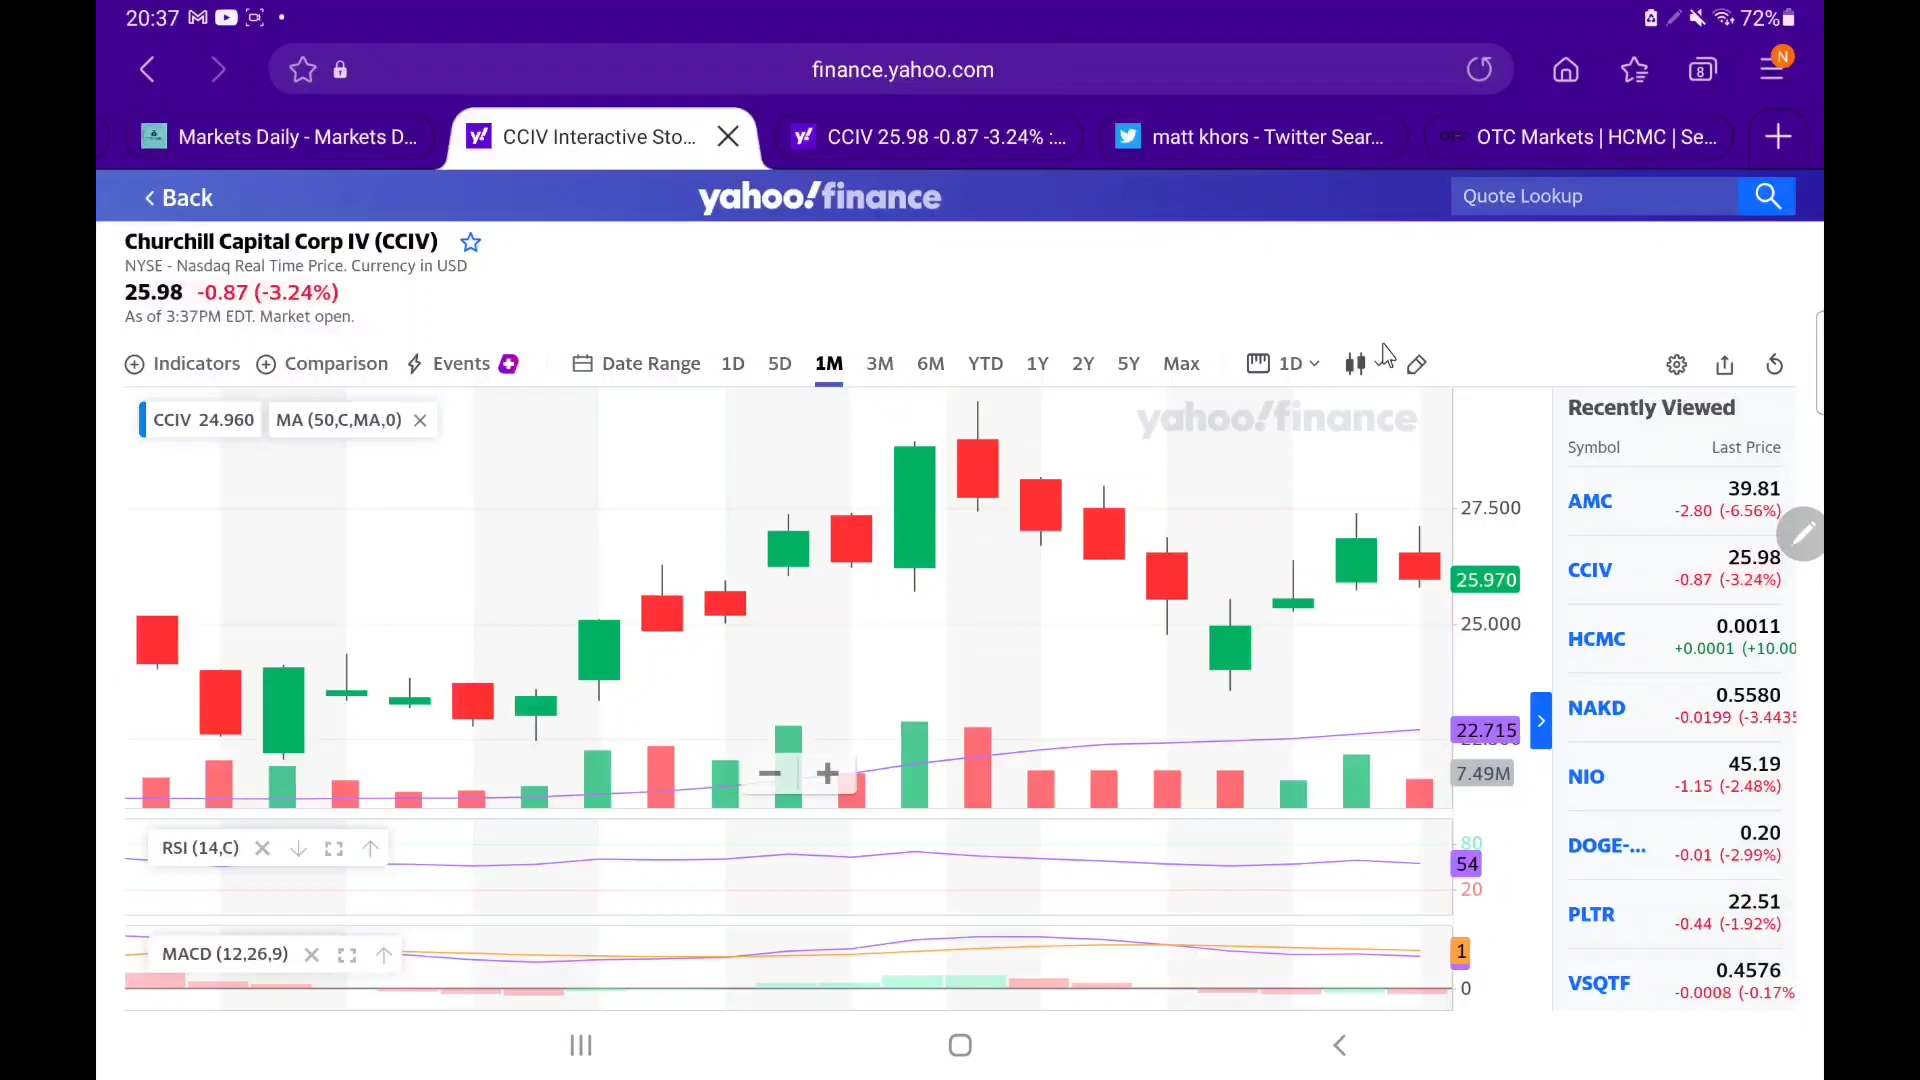 20:37
72%
finance.yahoo.com
8
N
Markets Daily - Markets D...
CCIV Interactive Sto...
CCIV 25.98 -0.87 -3.24% :...
matt khors - Twitter Sear...
OTC Markets | HCMC | Se...
Back
yahoo!finance
Quote Lookup
Churchill Capital Corp IV (CCIV)
NYSE - Nasdaq Real Time Price. Currency in USD
25.98 -0.87 (-3.24%)
As of 3:37PM EDT. Market open.
Indicators Comparison Events Date Range 1D 5D 1M 3M 6M YTD 1Y 2Y 5Y Max 1D
CCIV 24.960 MA (50,C,MA,0)
yahoo!finance
27.500
25.970
25.000
22.715
7.49M
RSI (14,C)
80
54
20
MACD (12,26,9)
1
0
Recently Viewed
Symbol Last Price
AMC 39.81
-2.80 (-6.56%)
CCIV 25.98
-0.87 (-3.24%)
HCMC 0.0011
+0.0001 (+10.00
NAKD 0.5580
-0.0199 (-3.4435
NIO 45.19
-1.15 (-2.48%)
DOGE-... 0.20
-0.01 (-2.99%)
PLTR 22.51
-0.44 (-1.92%)
VSQTF 0.4576
-0.0008 (-0.17%